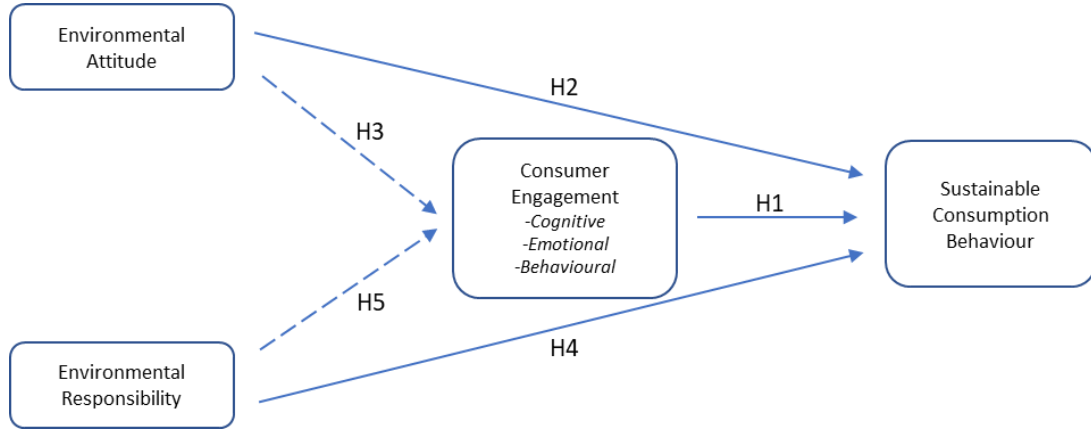 Environmental
Attitude
H2
H3
Consumer
Engagement
-Cognitive
-Emotional
-Behavioural
H1
Sustainable
Consumption
Behaviour
H5
H4
Environmental
Responsibility